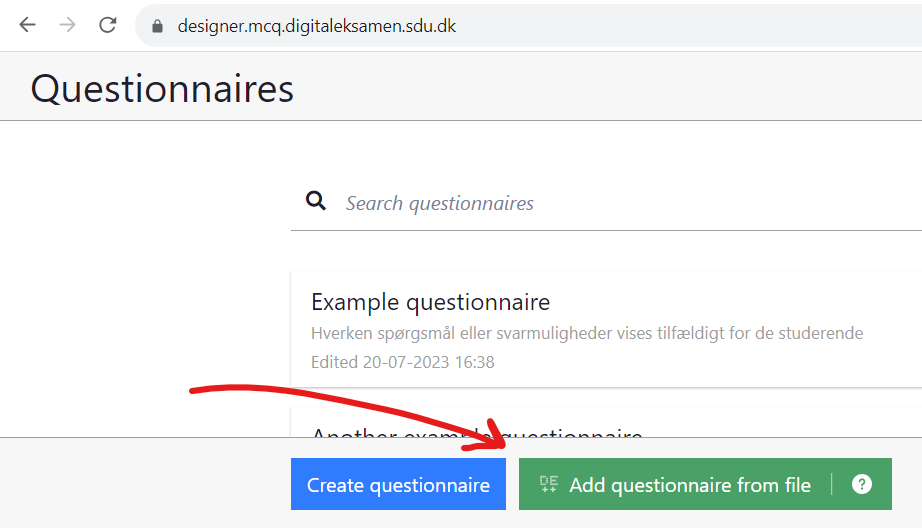 designer.mcq.digitaleksamen.sdu.dk
Questionnaires
Search questionnaires
Example questionnaire
Hverken spørgsmål eller svarmuligheder vises tilfældigt for de studerende
Edited 20-07-2023 16:38
Another example questionnaire
Create questionnaire
DE Add questionnaire from file ?